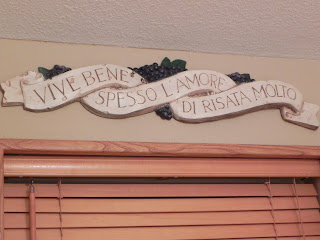 VIVE BENE
SPESSO L'AMORE
DI RISATA MOLTO